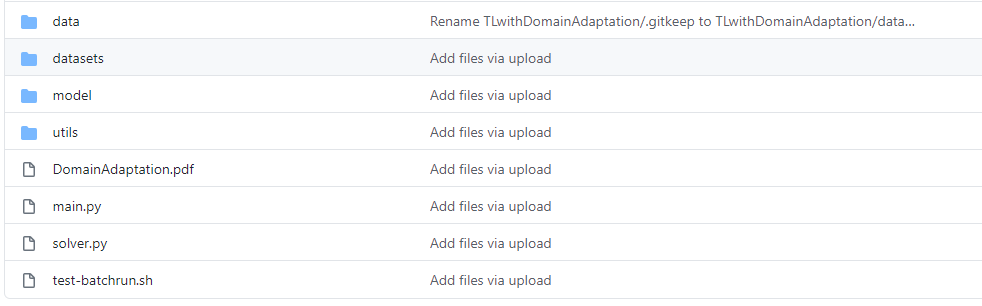 data Rename TLwithDomainAdaptation/.gitkeep to TLwithDomainAdaptation/data...
datasets Add files via upload
model Add files via upload
utils Add files via upload
DomainAdaptation.pdf Add files via upload
main.py Add files via upload
solver.py Add files via upload
test-batchrun.sh Add files via upload